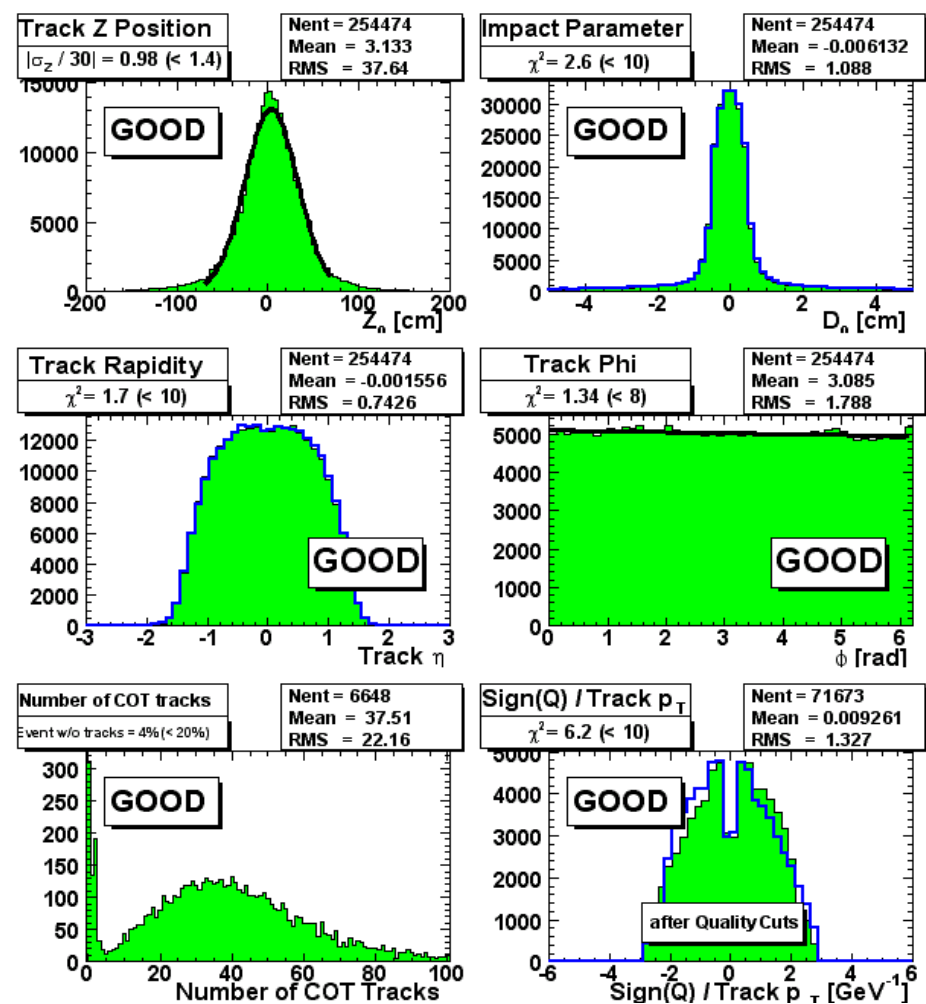 Track Z Position
|σz / 30| = 0.98 (< 1.4)
Nent = 254474
Mean = 3.133
RMS = 37.64
GOOD
15000
10000
5000
0
-200 -100 0 100 200
Z₀ [cm]
Impact Parameter
χ² = 2.6 (< 10)
Nent = 254474
Mean = -0.006132
RMS = 1.088
GOOD
30000
25000
20000
15000
10000
5000
0
-4 -2 0 2 4
D₀ [cm]
Track Rapidity
χ² = 1.7 (< 10)
Nent = 254474
Mean = -0.001556
RMS = 0.7426
12000
10000
8000
6000
4000
2000
0
GOOD
-3 -2 -1 0 1 2 3
Track η
Track Phi
χ² = 1.34 (< 8)
Nent = 254474
Mean = 3.085
RMS = 1.788
5000
4000
3000
2000
1000
0
GOOD
0 1 2 3 4 5 6
ϕ [rad]
Number of COT tracks
Event w/o tracks = 4% (< 20%)
Nent = 6648
Mean = 37.51
RMS = 22.16
GOOD
300
250
200
150
100
50
0
0 20 40 60 80 100
Number of COT Tracks
Sign(Q) / Track pT
χ² = 6.2 (< 10)
Nent = 71673
Mean = 0.009261
RMS = 1.327
GOOD
5000
4000
3000
2000
1000
0
after Quality Cuts
-6 -4 -2 0 2 4 6
Sign(Q) / Track pT [GeV⁻¹]